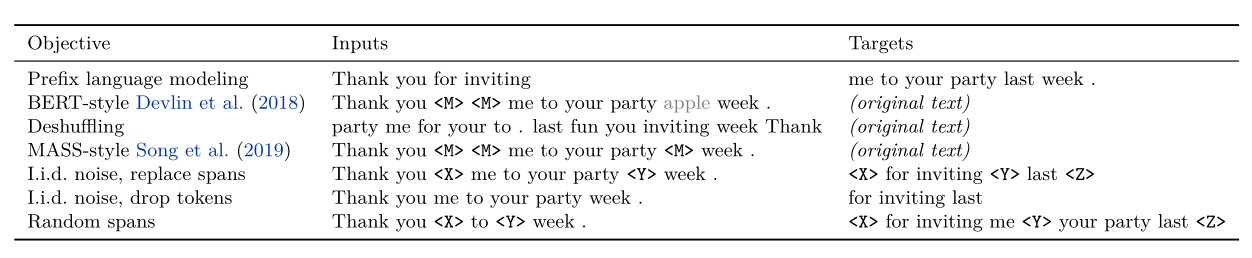 Objective Inputs Targets
Prefix language modeling Thank you for inviting me to your party last week .
BERT-style Devlin et al. (2018) Thank you <M> <M> me to your party apple week . (original text)
Deshuffling party me for your to . last fun you inviting week Thank (original text)
MASS-style Song et al. (2019) Thank you <M> <M> me to your party <M> week . (original text)
I.i.d. noise, replace spans Thank you <X> me to your party <Y> week . <X> for inviting <Y> last <Z>
I.i.d. noise, drop tokens Thank you me to your party week . for inviting last
Random spans Thank you <X> to <Y> week . <X> for inviting me <Y> your party last <Z>